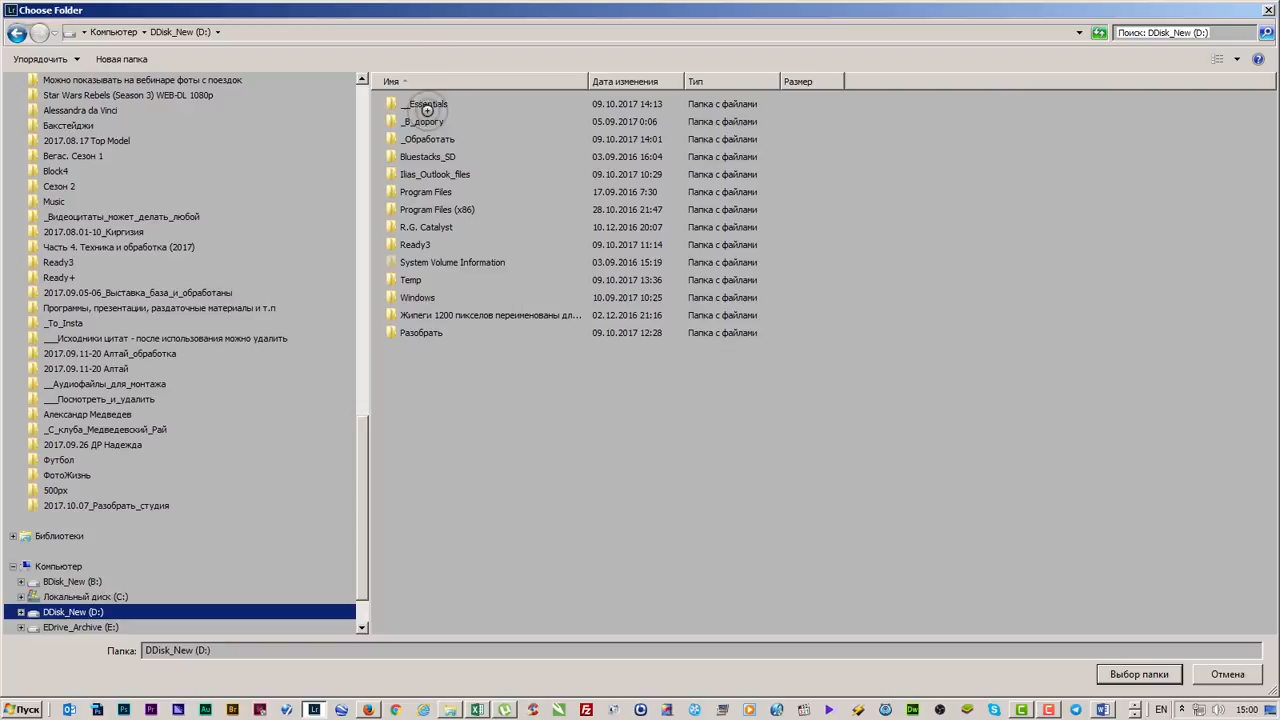 Lr Choose Folder
Компьютер DDisk_New (D:)
Поиск: DDisk_New (D:)
Упорядочить Новая папка
Можно показывать на вебинаре фоты с поездок
Star Wars Rebels (Season 3) WEB-DL 1080p
Alessandra da Vinci
Бакстейджи
2017.08.17 Top Model
Вегас. Сезон 1
Block4
Сезон 2
Music
_Видеоцитаты_может_делать_любой
2017.08.01-10_Киргизия
Часть 4. Техника и обработка (2017)
Ready3
Ready+
2017.09.05-06_Выставка_база_и_обработаны
Программы, презентации, раздаточные материалы и т.п
_To_Insta
___Исходники цитат - после использования можно удалить
2017.09.11-20 Алтай_обработка
2017.09.11-20 Алтай
__Аудиофайлы_для_монтажа
___Посмотреть_и_удалить
Александр Медведев
_С_клуба_Медведевский_Рай
2017.09.26 ДР Надежда
Футбол
ФотоЖизнь
500px
2017.10.07_Разобрать_студия
Библиотеки
Компьютер
BDisk_New (B:)
Локальный диск (C:)
DDisk_New (D:)
EDrive_Archive (E:)
Имя Дата изменения Тип Размер
__Essentials 09.10.2017 14:13 Папка с файлами
_В_дорогу 05.09.2017 0:06 Папка с файлами
_Обработать 09.10.2017 14:01 Папка с файлами
Bluestacks_SD 03.09.2016 16:04 Папка с файлами
Ilias_Outlook_files 09.10.2017 10:29 Папка с файлами
Program Files 17.09.2016 7:30 Папка с файлами
Program Files (x86) 28.10.2016 21:47 Папка с файлами
R.G. Catalyst 10.12.2016 20:07 Папка с файлами
Ready3 09.10.2017 11:14 Папка с файлами
System Volume Information 03.09.2016 15:19 Папка с файлами
Temp 09.10.2017 13:36 Папка с файлами
Windows 10.09.2017 10:25 Папка с файлами
Жипеги 1200 пикселов переименованы дл... 02.12.2016 21:16 Папка с файлами
Разобрать 09.10.2017 12:28 Папка с файлами
Папка: DDisk_New (D:)
Выбор папки Отмена
Пуск Ps Pr Au Br Lr Dw EN 15:00